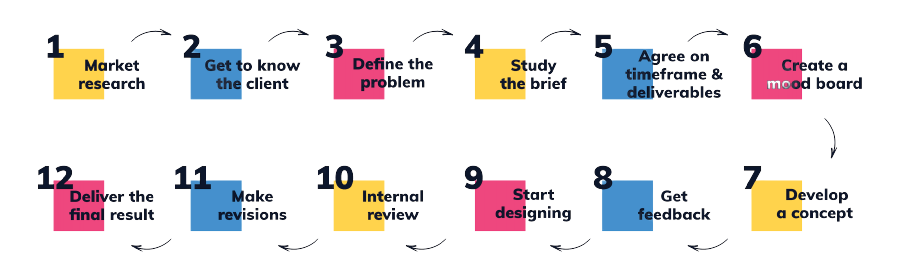 1
Market
research
2
Get to know
the client
3
Define the
problem
4
Study
the brief
5
Agree on
timeframe &
deliverables
6
Create a
mood board
7
Develop
a concept
8
Get
feedback
9
Start
designing
10
Internal
review
11
Make
revisions
12
Deliver the
final result